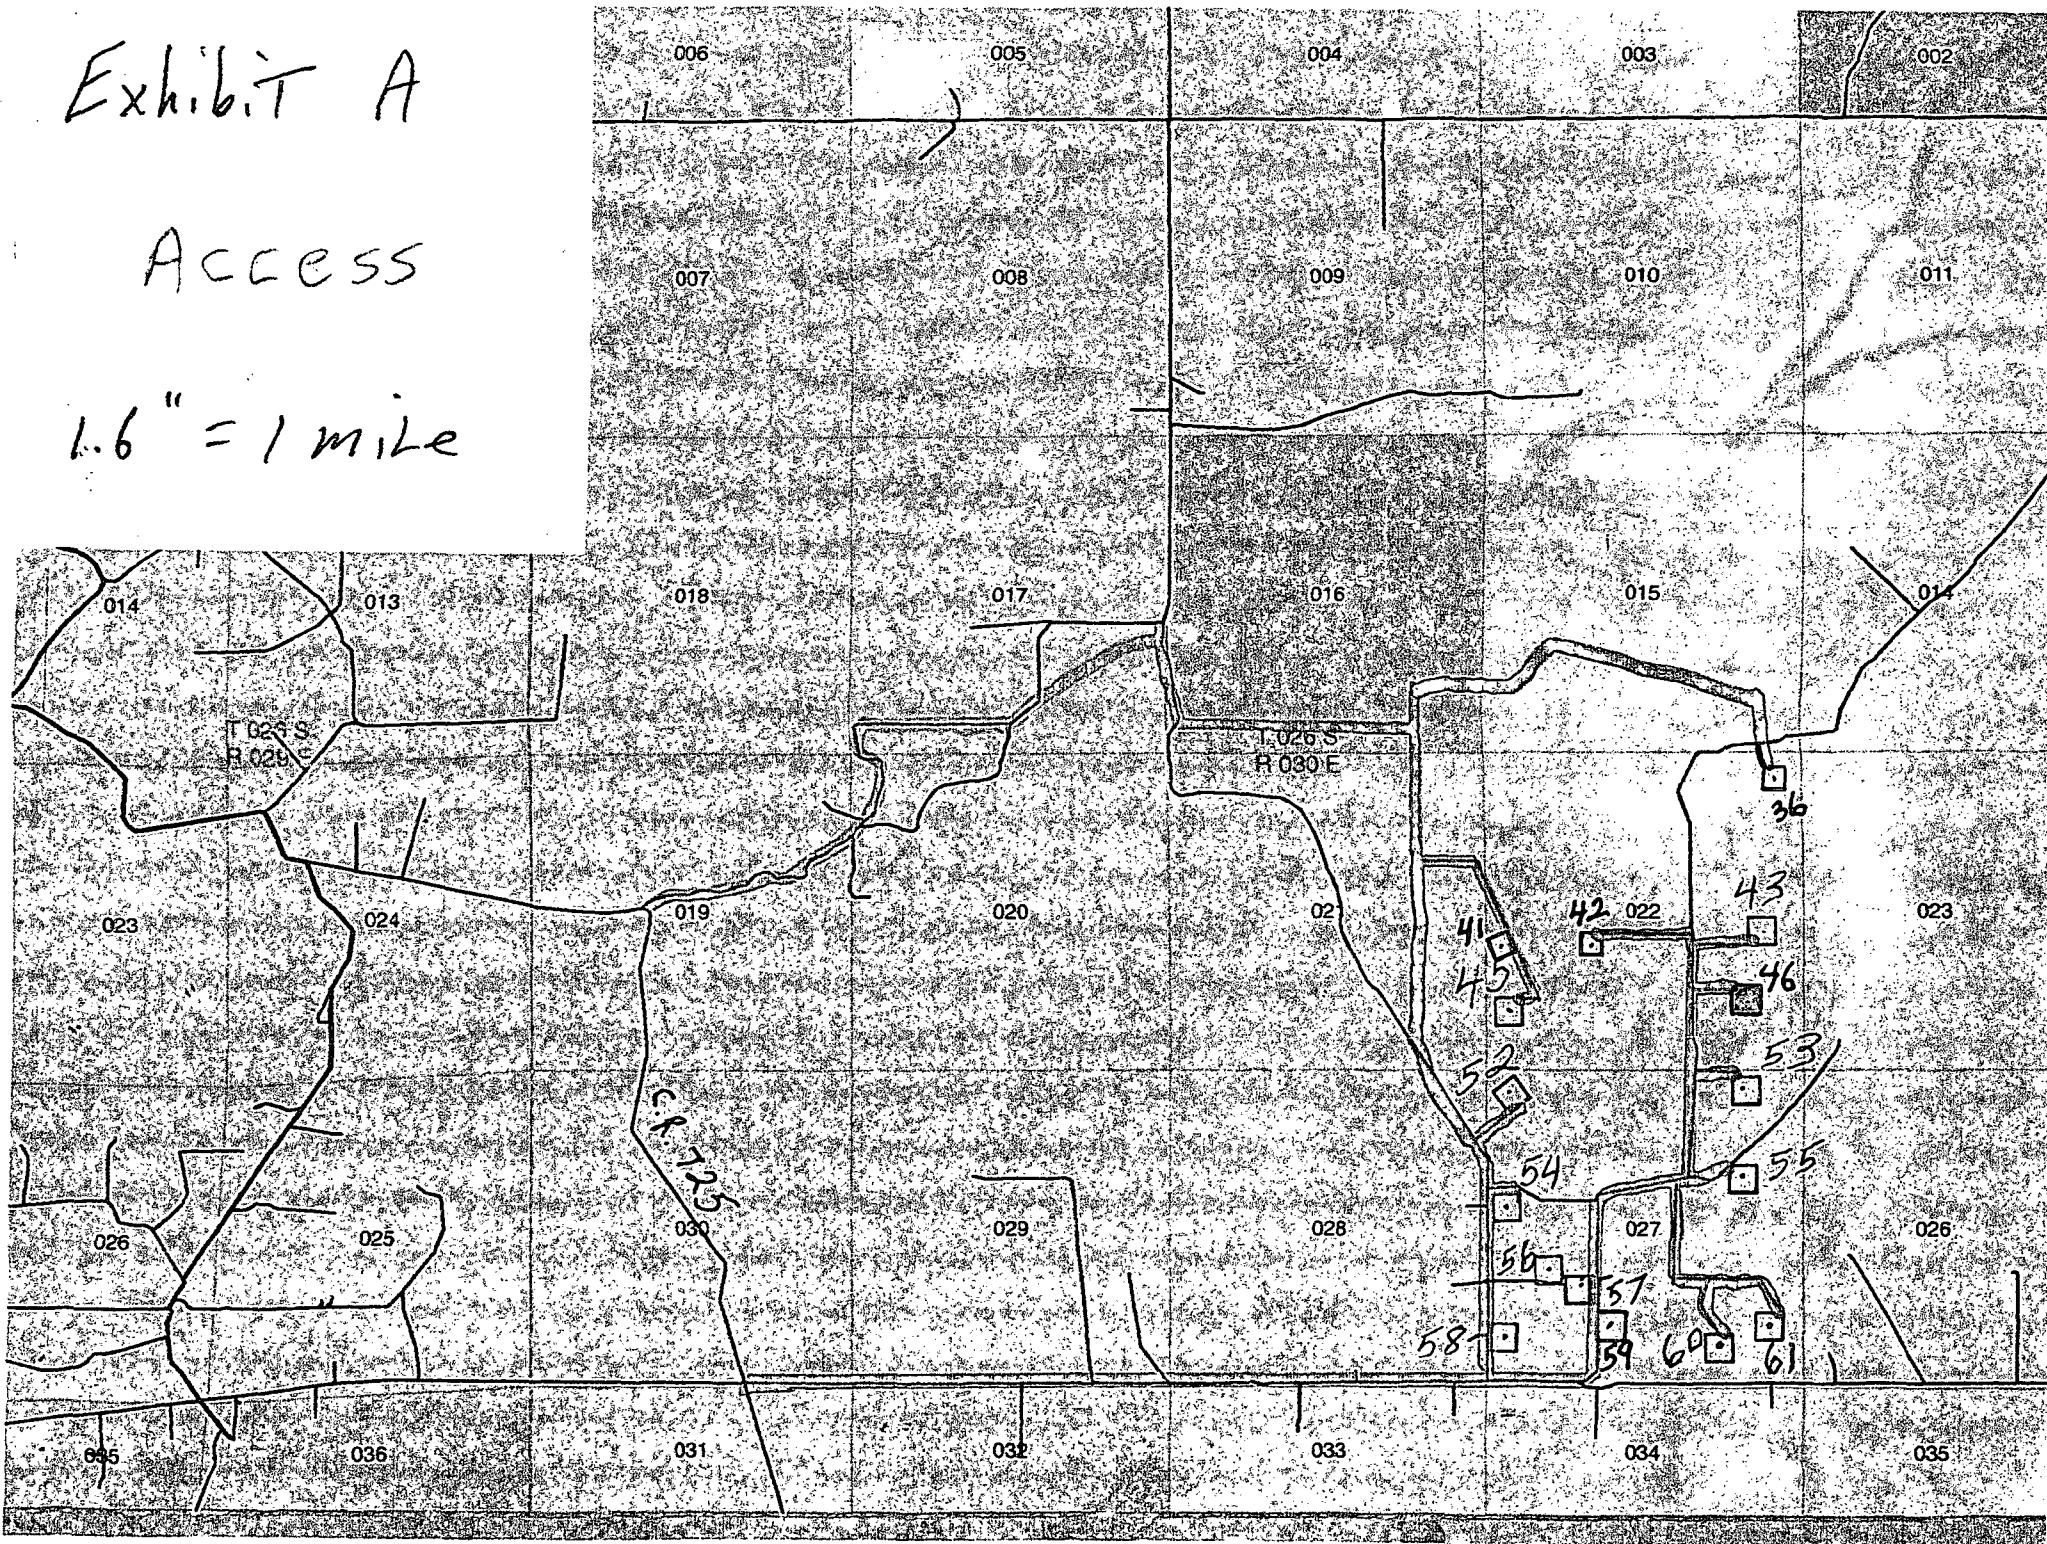 Exhibit A
Access
1.6" = 1 mile
006 005 004 003 002
007 008 009 010 011
014 013 018 017 016 015 014
T 026 S
R 029 E
T 026 S
R 030 E
36
023 024 019 020 021 022 023
41 42 43
45 46
52 53
C.R. 725
54 55
026 025 030 029 028 027 026
56 57
58 59 60 61
035 036 031 032 033 034 035